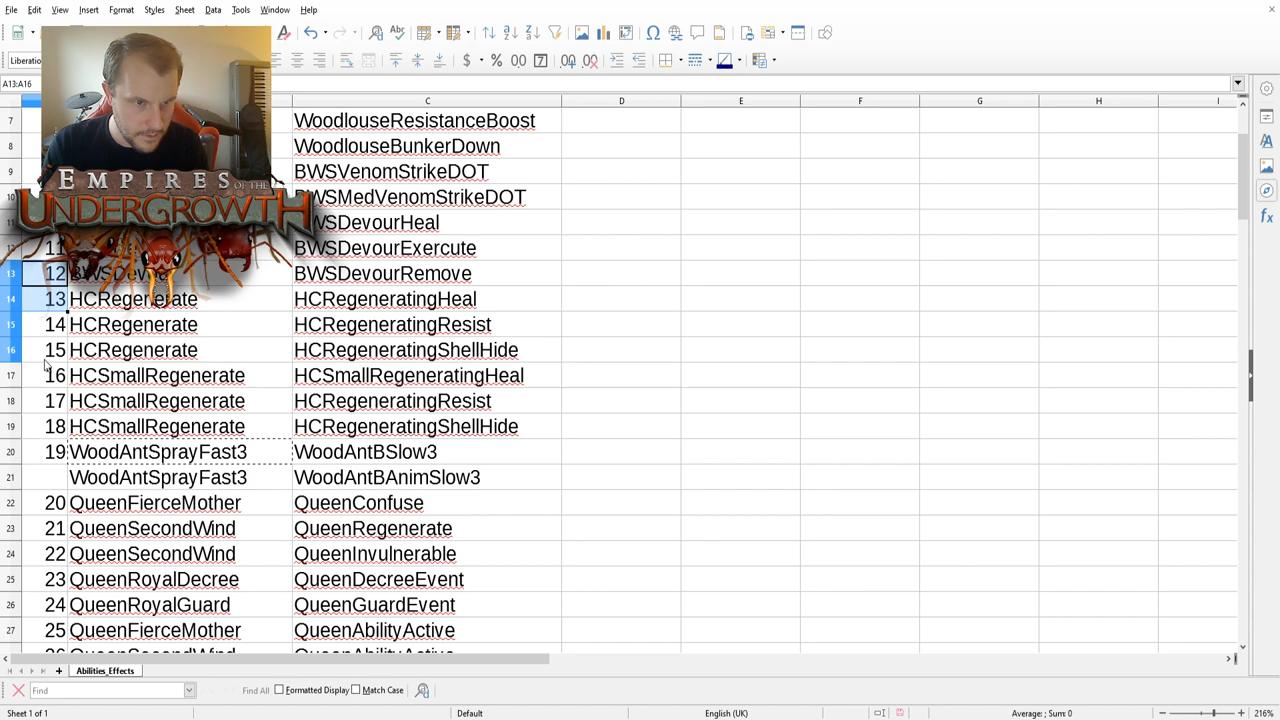 File Edit View Insert Format Styles Sheet Data Tools Window Help
Liberatio
A13:A16
C D E F G H I
7 WoodlouseResistanceBoost
8 WoodlouseBunkerDown
9 BWSVenomStrikeDOT
10 BWSMedVenomStrikeDOT
BWSDevourHeal
11 BWSDevourExercute
13 12 BWSDevourRemove
14 13 HCRegenerate HCRegeneratingHeal
15 14 HCRegenerate HCRegeneratingResist
16 15 HCRegenerate HCRegeneratingShellHide
17 16 HCSmallRegenerate HCSmallRegeneratingHeal
18 17 HCSmallRegenerate HCRegeneratingResist
19 18 HCSmallRegenerate HCRegeneratingShellHide
20 19 WoodAntSprayFast3 WoodAntBSlow3
21 WoodAntSprayFast3 WoodAntBAnimSlow3
22 20 QueenFierceMother QueenConfuse
23 21 QueenSecondWind QueenRegenerate
24 22 QueenSecondWind QueenInvulnerable
25 23 QueenRoyalDecree QueenDecreeEvent
26 24 QueenRoyalGuard QueenGuardEvent
27 25 QueenFierceMother QueenAbilityActive
EMPIRES OF THE
UNDERGROWTH
Abilities_Effects
Find Find All Formatted Display Match Case
Sheet 1 of 1 Default English (UK) Average: ; Sum: 0 216%